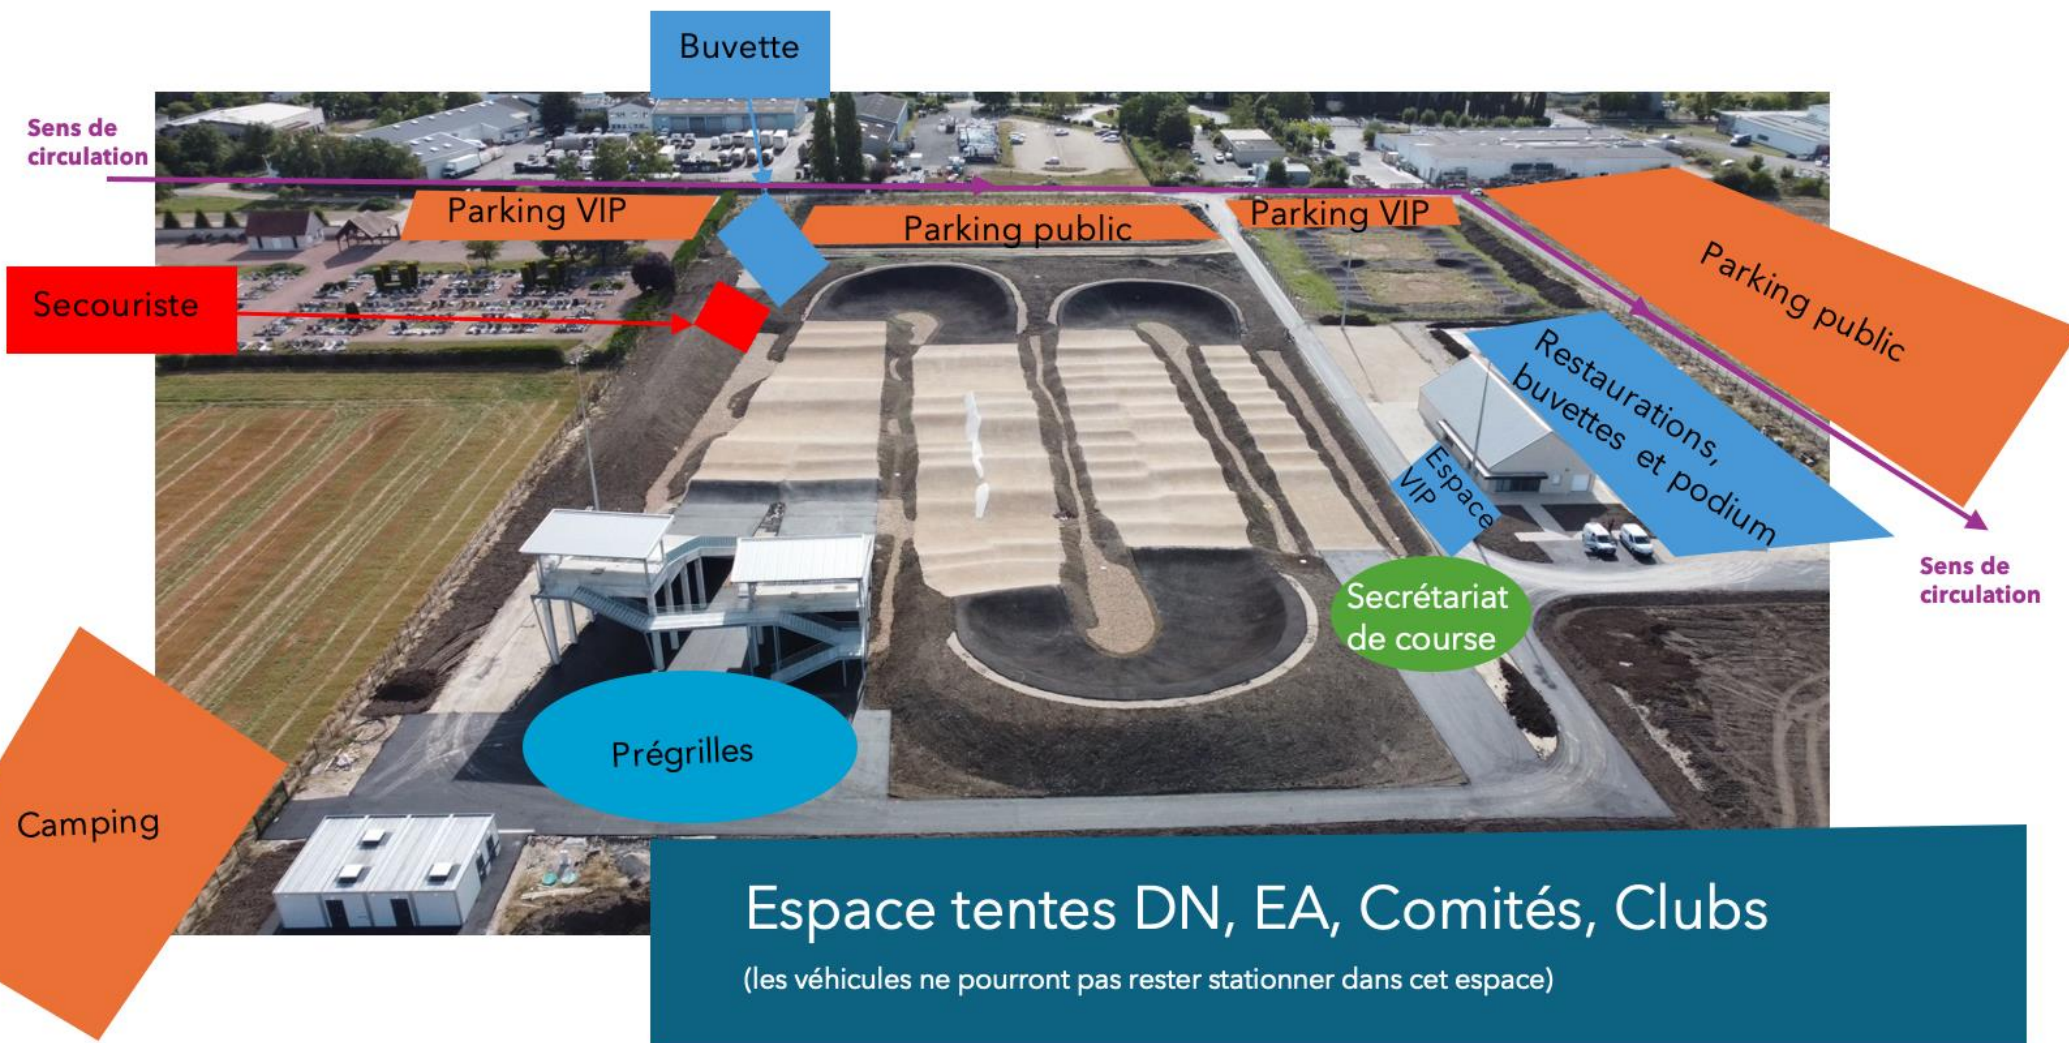 Buvette
Sens de
circulation
Parking VIP
Parking public
Parking VIP
Parking public
Secouriste
Restaurations,
buvettes et podium
Espace
VIP
Sens de
circulation
Secrétariat
de course
Prégrilles
Camping
Espace tentes DN, EA, Comités, Clubs
(les véhicules ne pourront pas rester stationner dans cet espace)